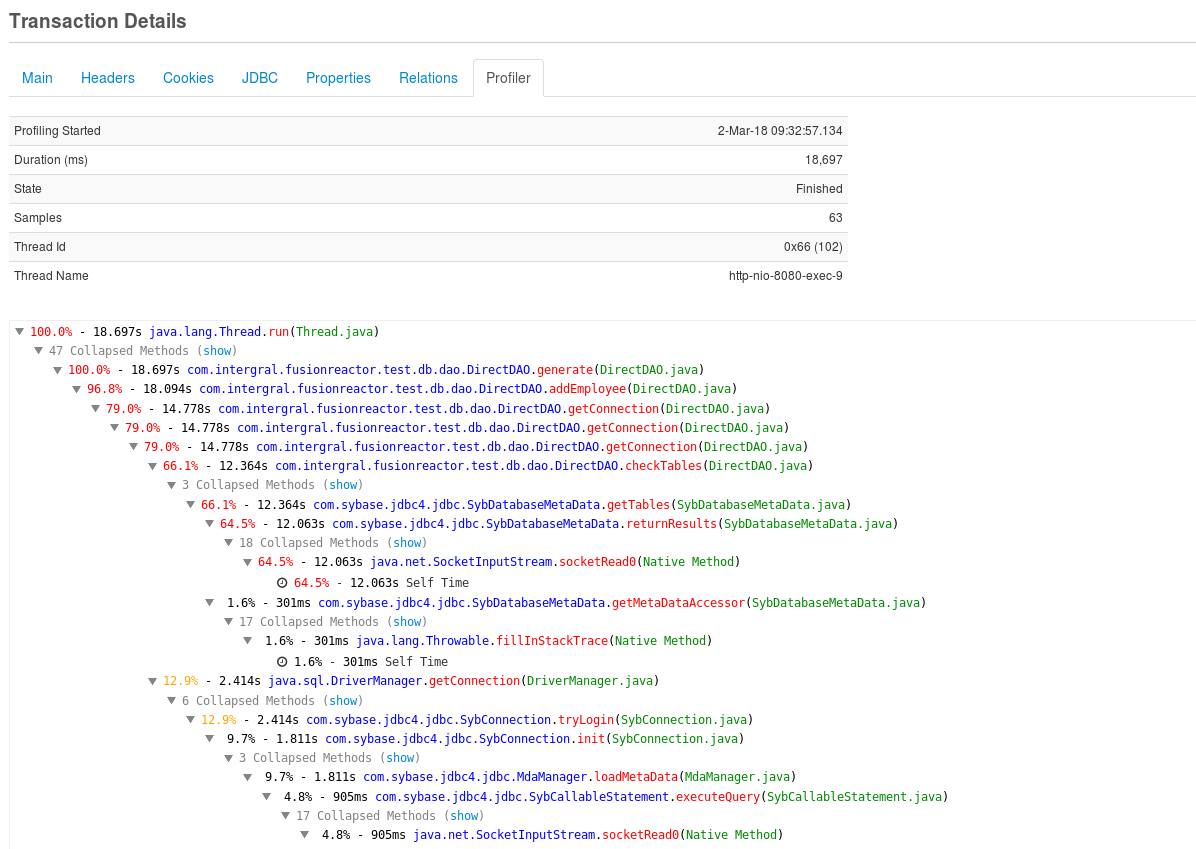 Transaction Details
Main Headers Cookies JDBC Properties Relations Profiler
Profiling Started 2-Mar-18 09:32:57.134
Duration (ms) 18,697
State Finished
Samples 63
Thread Id 0x66 (102)
Thread Name http-nio-8080-exec-9
100.0% - 18.697s java.lang.Thread.run(Thread.java)
47 Collapsed Methods (show)
100.0% - 18.697s com.intergral.fusionreactor.test.db.dao.DirectDAO.generate(DirectDAO.java)
96.8% - 18.094s com.intergral.fusionreactor.test.db.dao.DirectDAO.addEmployee(DirectDAO.java)
79.0% - 14.778s com.intergral.fusionreactor.test.db.dao.DirectDAO.getConnection(DirectDAO.java)
79.0% - 14.778s com.intergral.fusionreactor.test.db.dao.DirectDAO.getConnection(DirectDAO.java)
79.0% - 14.778s com.intergral.fusionreactor.test.db.dao.DirectDAO.getConnection(DirectDAO.java)
66.1% - 12.364s com.intergral.fusionreactor.test.db.dao.DirectDAO.checkTables(DirectDAO.java)
3 Collapsed Methods (show)
66.1% - 12.364s com.sybase.jdbc4.jdbc.SybDatabaseMetaData.getTables(SybDatabaseMetaData.java)
64.5% - 12.063s com.sybase.jdbc4.jdbc.SybDatabaseMetaData.returnResults(SybDatabaseMetaData.java)
18 Collapsed Methods (show)
64.5% - 12.063s java.net.SocketInputStream.socketRead0(Native Method)
64.5% - 12.063s Self Time
1.6% - 301ms com.sybase.jdbc4.jdbc.SybDatabaseMetaData.getMetaDataAccessor(SybDatabaseMetaData.java)
17 Collapsed Methods (show)
1.6% - 301ms java.lang.Throwable.fillInStackTrace(Native Method)
1.6% - 301ms Self Time
12.9% - 2.414s java.sql.DriverManager.getConnection(DriverManager.java)
6 Collapsed Methods (show)
12.9% - 2.414s com.sybase.jdbc4.jdbc.SybConnection.tryLogin(SybConnection.java)
9.7% - 1.811s com.sybase.jdbc4.jdbc.SybConnection.init(SybConnection.java)
3 Collapsed Methods (show)
9.7% - 1.811s com.sybase.jdbc4.jdbc.MdaManager.loadMetaData(MdaManager.java)
4.8% - 905ms com.sybase.jdbc4.jdbc.SybCallableStatement.executeQuery(SybCallableStatement.java)
17 Collapsed Methods (show)
4.8% - 905ms java.net.SocketInputStream.socketRead0(Native Method)